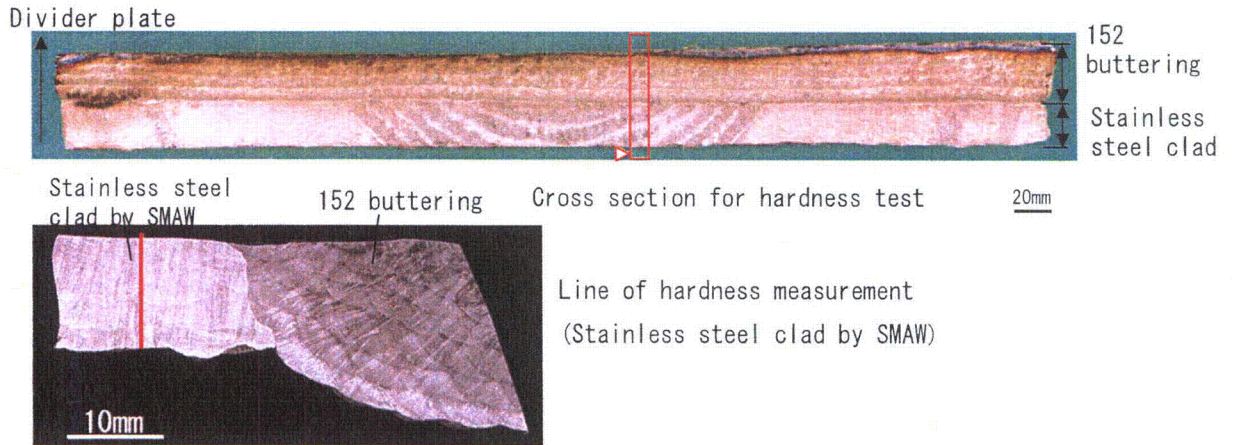 Divider plate
152
buttering
Stainless
steel clad
Stainless steel
clad by SMAW
152 buttering
Cross section for hardness test
20mm
Line of hardness measurement
(Stainless steel clad by SMAW)
10mm